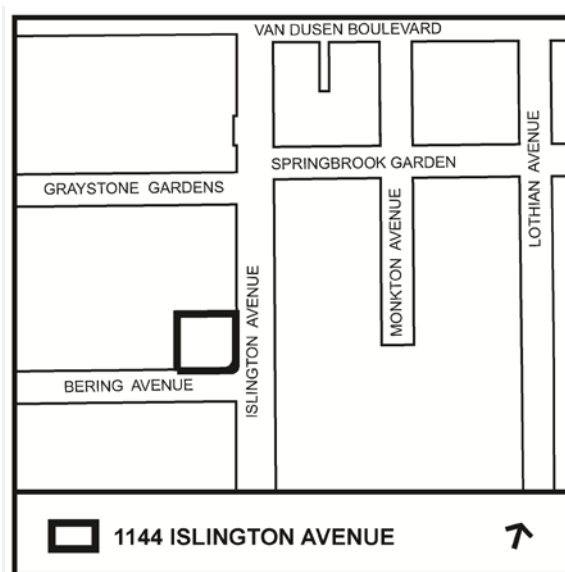 VAN DUSEN BOULEVARD
SPRINGBROOK GARDEN
GRAYSTONE GARDENS
LOTHIAN AVENUE
MONKTON AVENUE
ISLINGTON AVENUE
BERING AVENUE
1144 ISLINGTON AVENUE